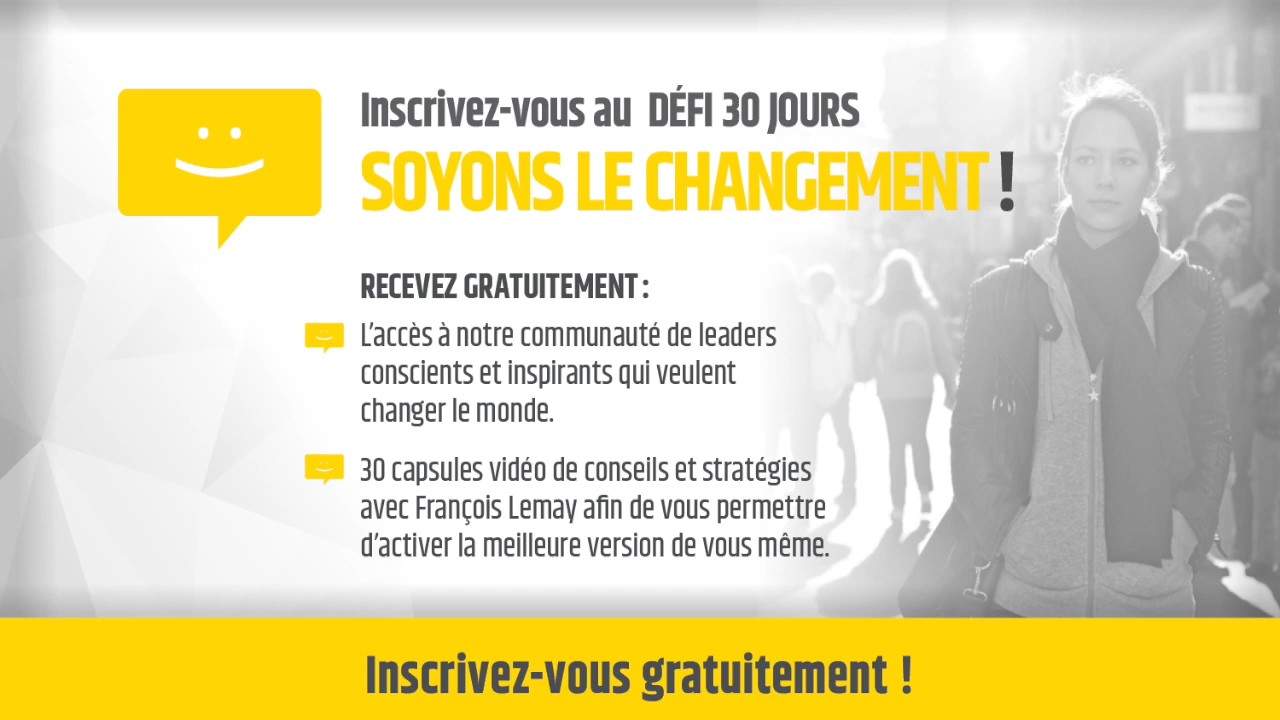 Inscrivez-vous au DÉFI 30 JOURS
SOYONS LE CHANGEMENT !
RECEVEZ GRATUITEMENT :
L'accès à notre communauté de leaders
conscients et inspirants qui veulent
changer le monde.
30 capsules vidéo de conseils et stratégies
avec François Lemay afin de vous permettre
d'activer la meilleure version de vous même.
Inscrivez-vous gratuitement !